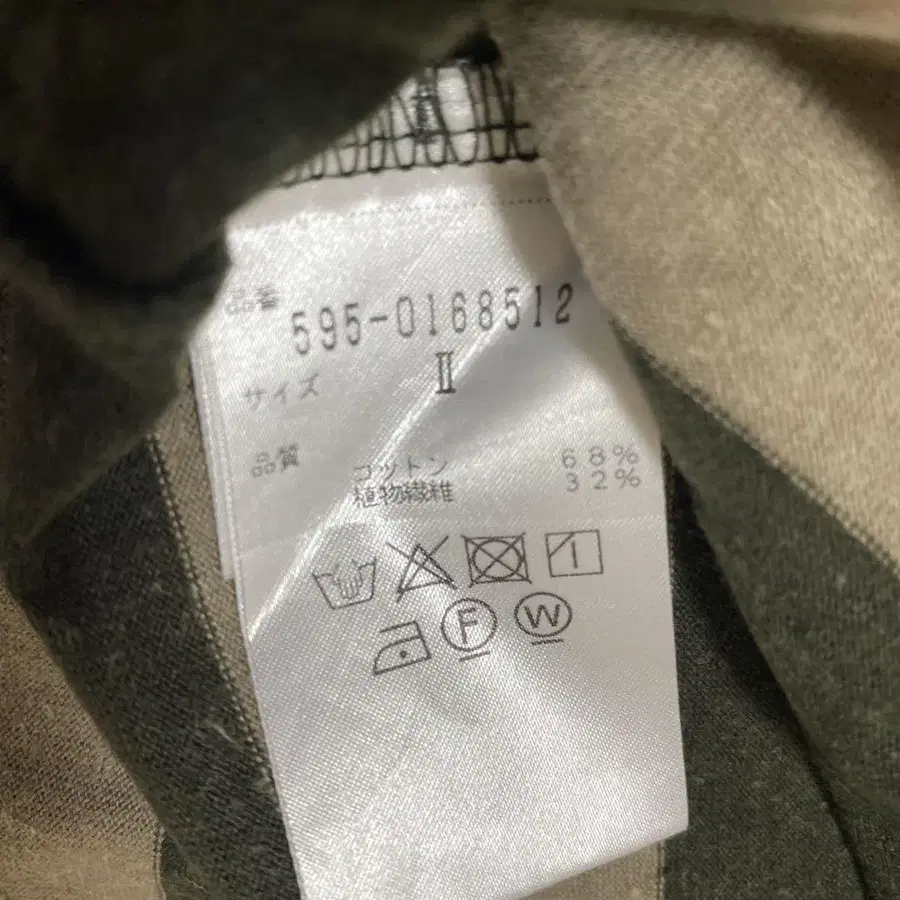 品番 595-0168512
サイズ II
品質 コットン 68%
植物繊維 32%
F W